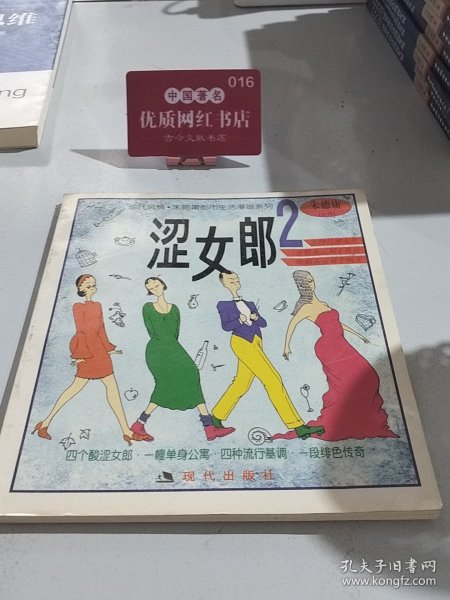 016
中国著名
优质网红书店
古今文献书店
现代风情·朱德庸都市生活漫画系列
涩女郎
2
朱德庸
四个酸涩女郎·一幢单身公寓·四种流行基调·一段绯色传奇
现代出版社
维
ng
孔夫子旧书网
www.kongfz.com